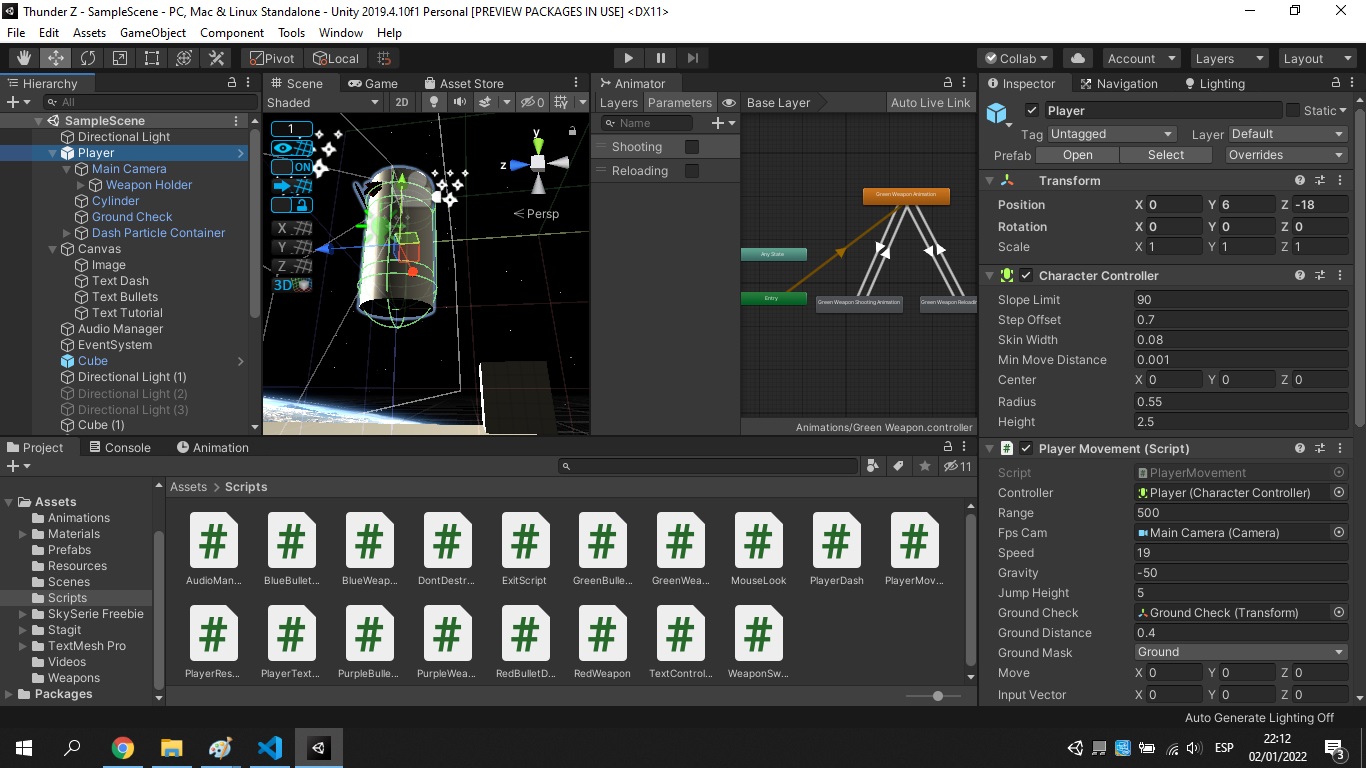 Thunder Z - SampleScene - PC, Mac & Linux Standalone - Unity 2019.4.10f1 Personal [PREVIEW PACKAGES IN USE] <DX11>
File Edit Assets GameObject Component Tools Window Help
Pivot Local Collab Account Layers Layout
Hierarchy
All
SampleScene
Directional Light
Player
Main Camera
Weapon Holder
Cylinder
Ground Check
Dash Particle Container
Canvas
Image
Text Dash
Text Bullets
Text Tutorial
Audio Manager
EventSystem
Cube
Directional Light (1)
Directional Light (2)
Directional Light (3)
Cube (1)
Scene Game Asset Store
Shaded 2D 0
1
ON
X
Y
Z
3D
y
z
Persp
Animator
Layers Parameters Base Layer Auto Live Link
Name
Shooting
Reloading
Green Weapon Animation
Any State
Entry
Green Weapon Shooting Animation
Green Weapon Reloadin
Animations/Green Weapon.controller
Inspector Navigation Lighting
Player Static
Tag Untagged Layer Default
Prefab Open Select Overrides
Transform
Position X 0 Y 6 Z -18
Rotation X 0 Y 0 Z 0
Scale X 1 Y 1 Z 1
Character Controller
Slope Limit 90
Step Offset 0.7
Skin Width 0.08
Min Move Distance 0.001
Center X 0 Y 0 Z 0
Radius 0.55
Height 2.5
Player Movement (Script)
Script PlayerMovement
Controller Player (Character Controller)
Range 500
Fps Cam Main Camera (Camera)
Speed 19
Gravity -50
Jump Height 5
Ground Check Ground Check (Transform)
Ground Distance 0.4
Ground Mask Ground
Move X 0 Y 0 Z 0
Input Vector X 0 Y 0 Z 0
Project Console Animation
11
Assets
Animations
Materials
Prefabs
Resources
Scenes
Scripts
SkySerie Freebie
Stagit
TextMesh Pro
Videos
Weapons
Packages
Assets > Scripts
AudioMan... BlueBullet... BlueWeap... DontDestr... ExitScript GreenBulle... GreenWea... MouseLook PlayerDash PlayerMov...
PlayerRes... PlayerText... PurpleBulle... PurpleWea... RedBulletD... RedWeapon TextControl... WeaponSw...
Auto Generate Lighting Off
ESP
22:12
02/01/2022
3